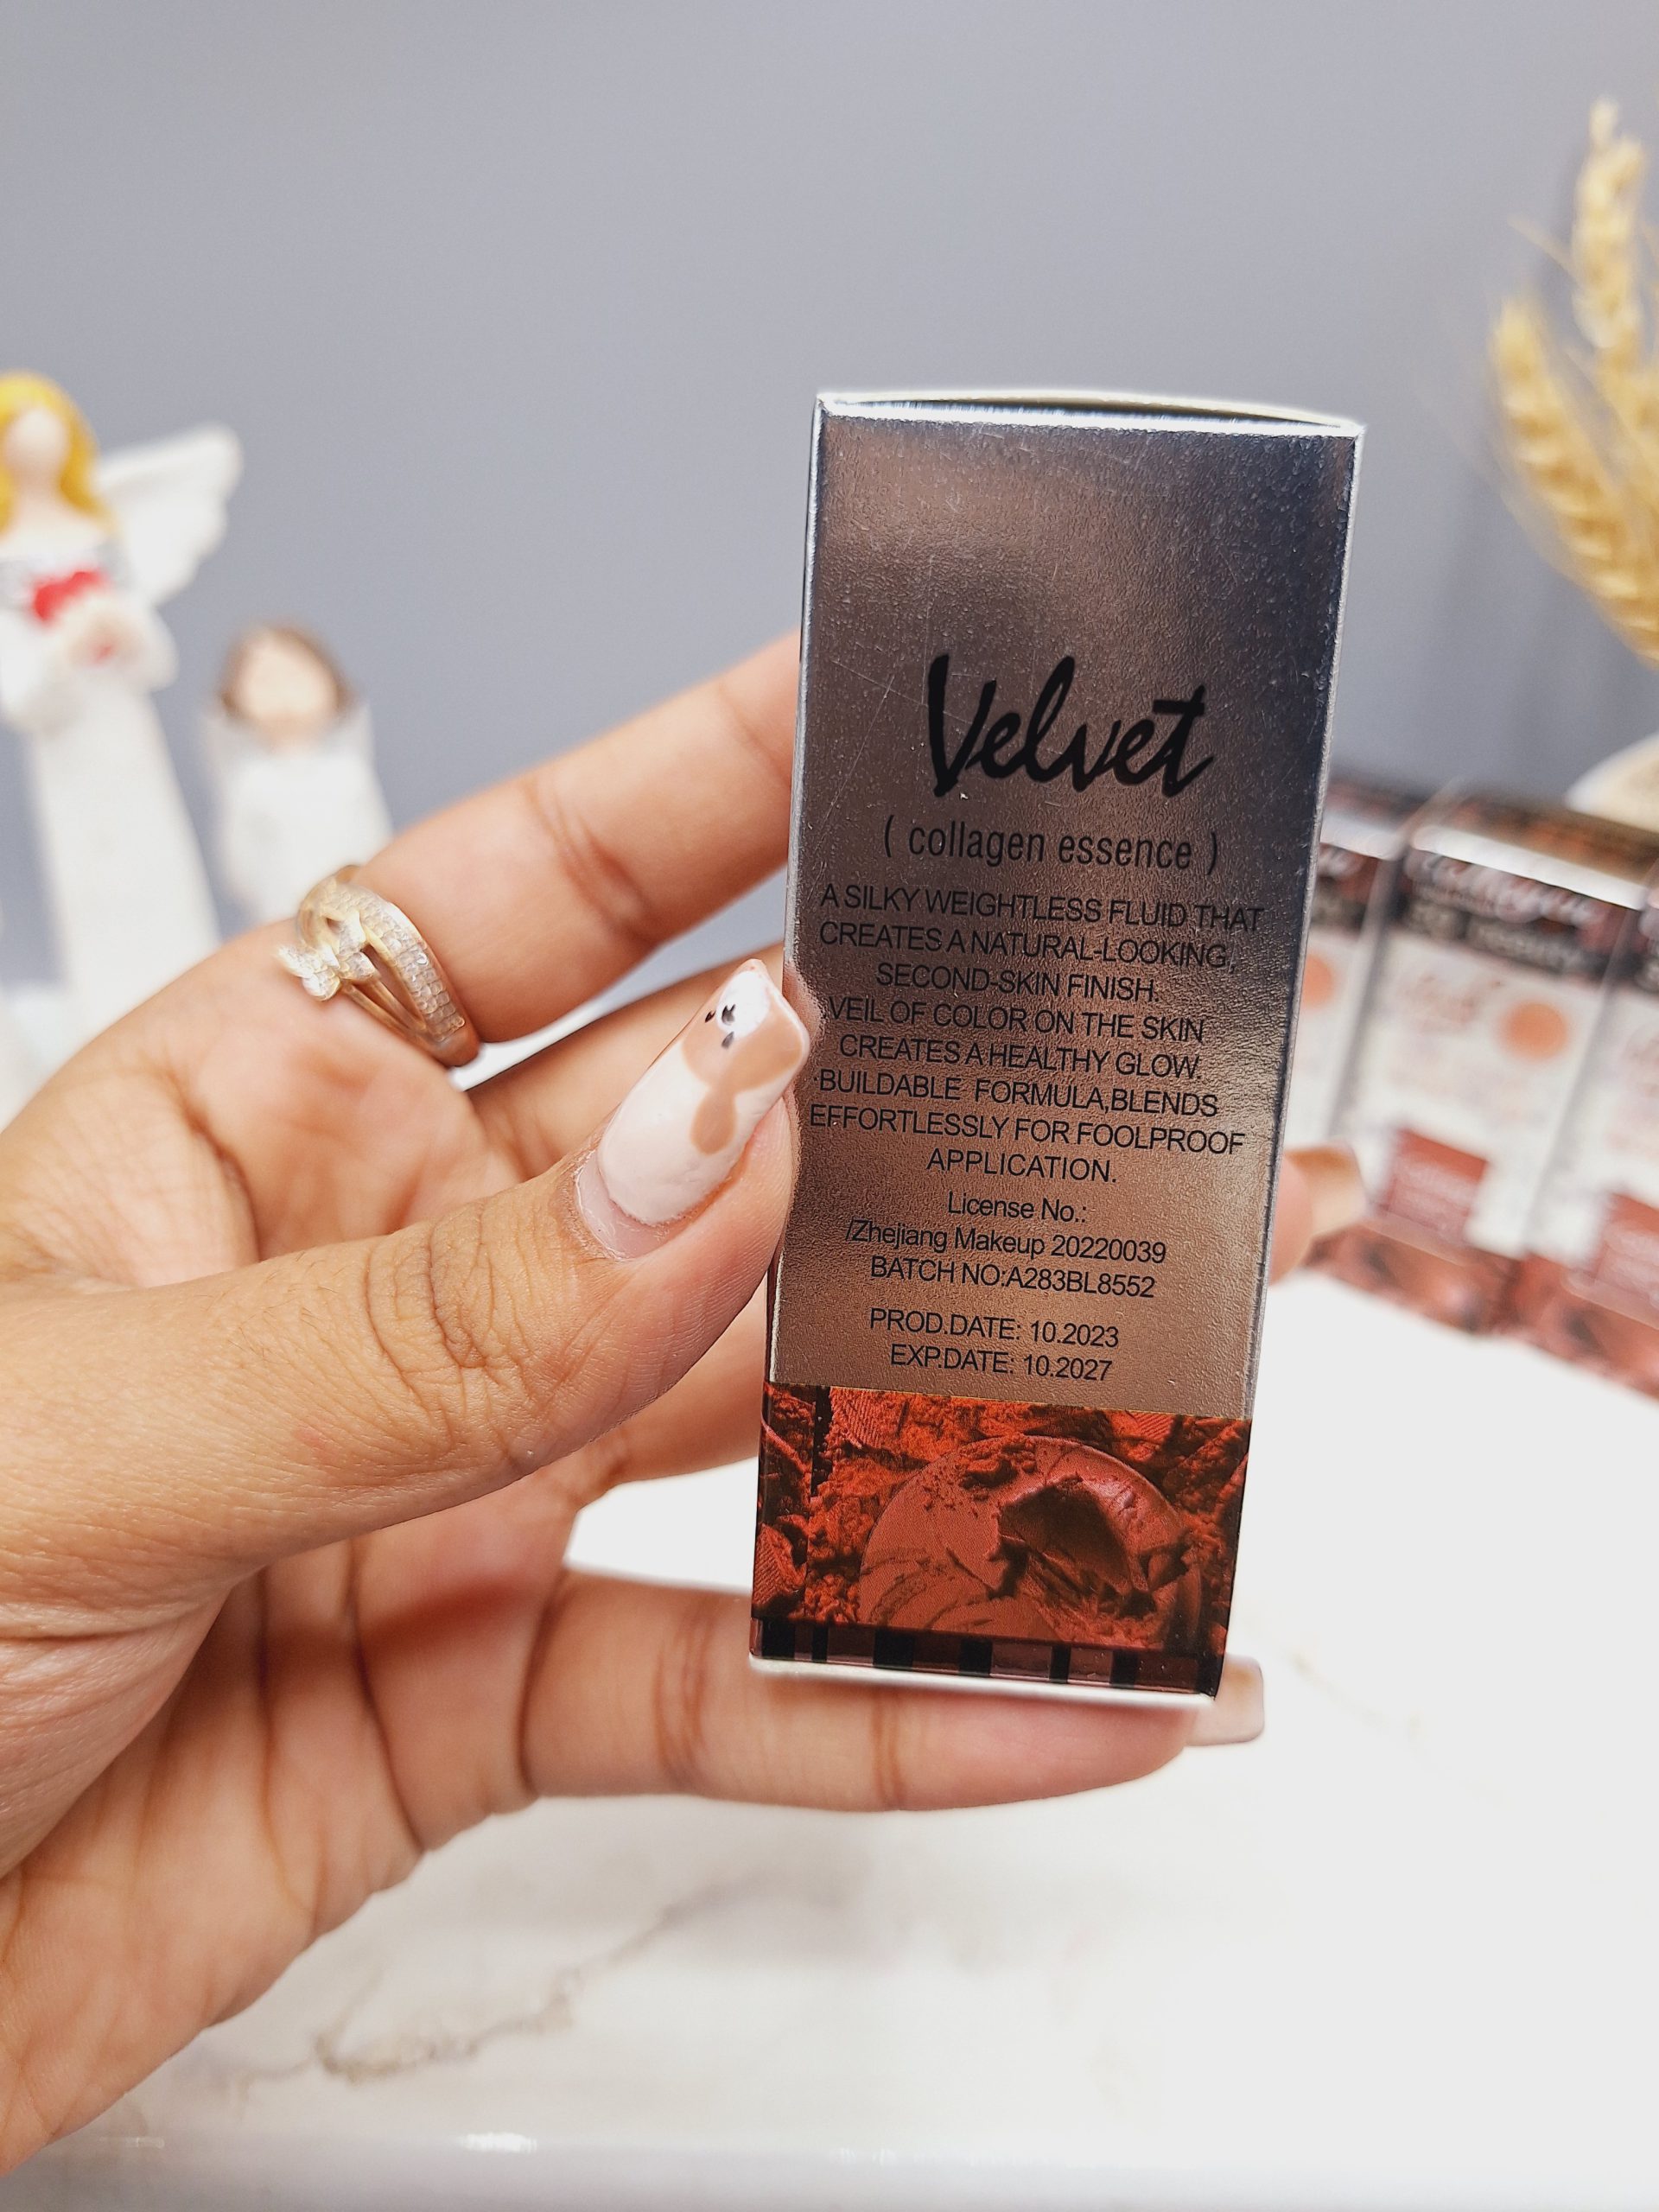 Velvet
( collagen essence )
A SILKY WEIGHTLESS FLUID THAT
CREATES A NATURAL-LOOKING,
SECOND-SKIN FINISH.
VEIL OF COLOR ON THE SKIN
CREATES A HEALTHY GLOW.
·BUILDABLE FORMULA,BLENDS
EFFORTLESSLY FOR FOOLPROOF
APPLICATION.
License No.:
/Zhejiang Makeup 20220039
BATCH NO:A283BL8552
PROD.DATE: 10.2023
EXP.DATE: 10.2027